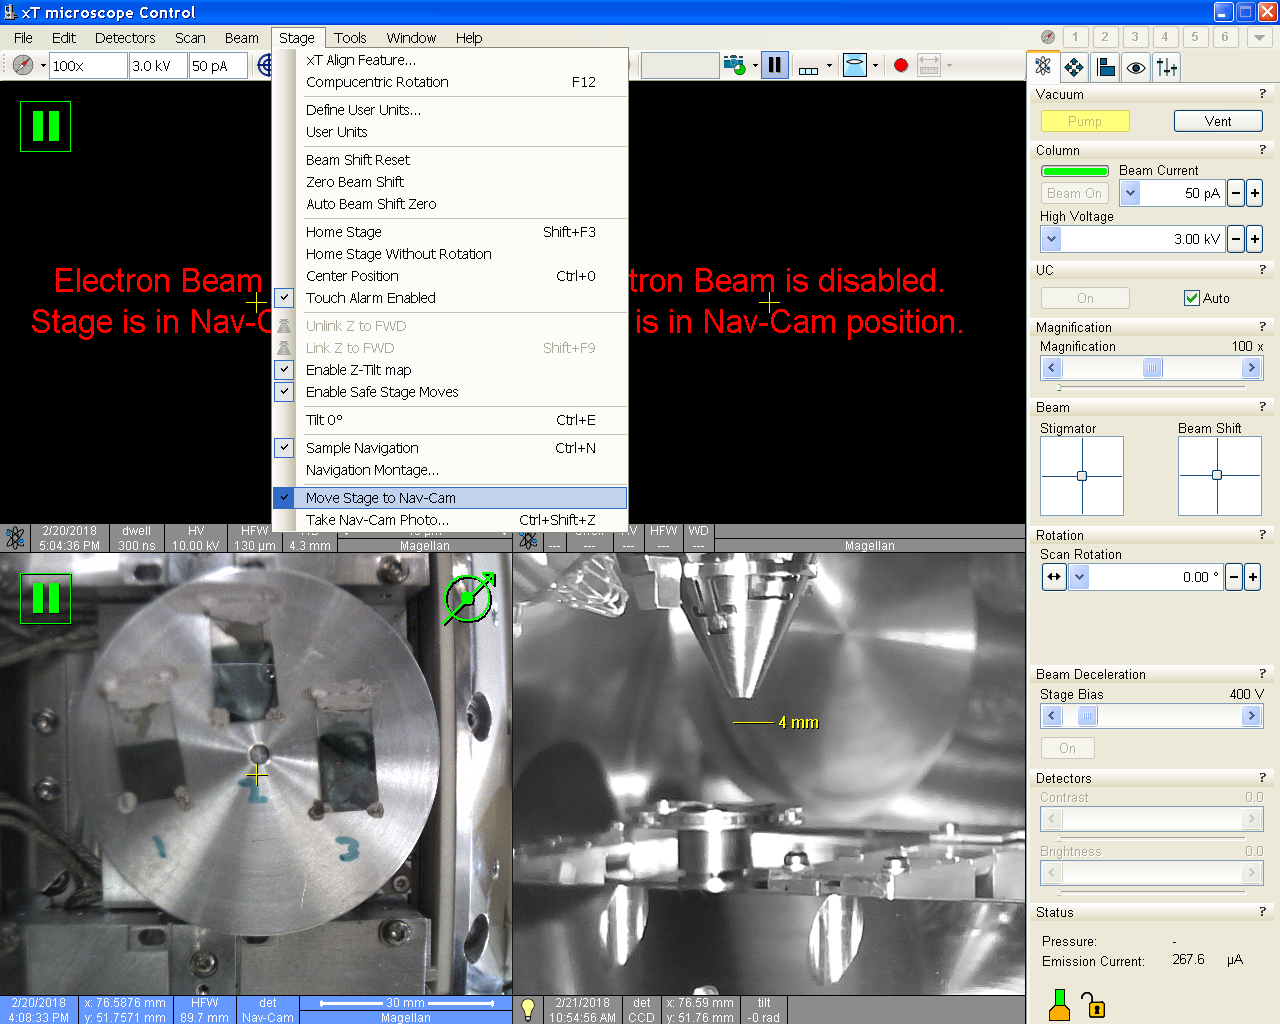 xT microscope Control
File Edit Detectors Scan Beam Stage Tools Window Help
1 2 3 4 5 6
100x 3.0 kV 50 pA
xT Align Feature...
Compucentric Rotation F12
Define User Units...
User Units
Beam Shift Reset
Zero Beam Shift
Auto Beam Shift Zero
Home Stage Shift+F3
Home Stage Without Rotation
Center Position Ctrl+0
Touch Alarm Enabled
Unlink Z to FWD
Link Z to FWD Shift+F9
Enable Z-Tilt map
Enable Safe Stage Moves
Tilt 0° Ctrl+E
Sample Navigation Ctrl+N
Navigation Montage...
Move Stage to Nav-Cam
Take Nav-Cam Photo... Ctrl+Shift+Z
Electron Beam
Stage is in Nav-C
tron Beam is disabled.
is in Nav-Cam position.
2/20/2018 dwell HV HFW
5:04:36 PM 300 ns 10.00 kV 130 µm 4.3 mm Magellan
HFW WD
--- --- --- --- --- Magellan
1
2
3
2/20/2018 x: 76.5876 mm HFW det 30 mm
4:08:33 PM y: 51.7571 mm 89.7 mm Nav-Cam Magellan
4 mm
2/21/2018 det x: 76.59 mm tilt
10:54:56 AM CCD y: 51.76 mm -0 rad
Vacuum ?
Pump Vent
Column ?
Beam Current
Beam On 50 pA - +
High Voltage
3.00 kV - +
UC ?
On Auto
Magnification ?
Magnification 100 x
Beam ?
Stigmator Beam Shift
Rotation ?
Scan Rotation
0.00 ° - +
Beam Deceleration ?
Stage Bias 400 V
On
Detectors ?
Contrast 0.0
Brightness 0.0
Status ?
Pressure: -
Emission Current: 267.6 µA